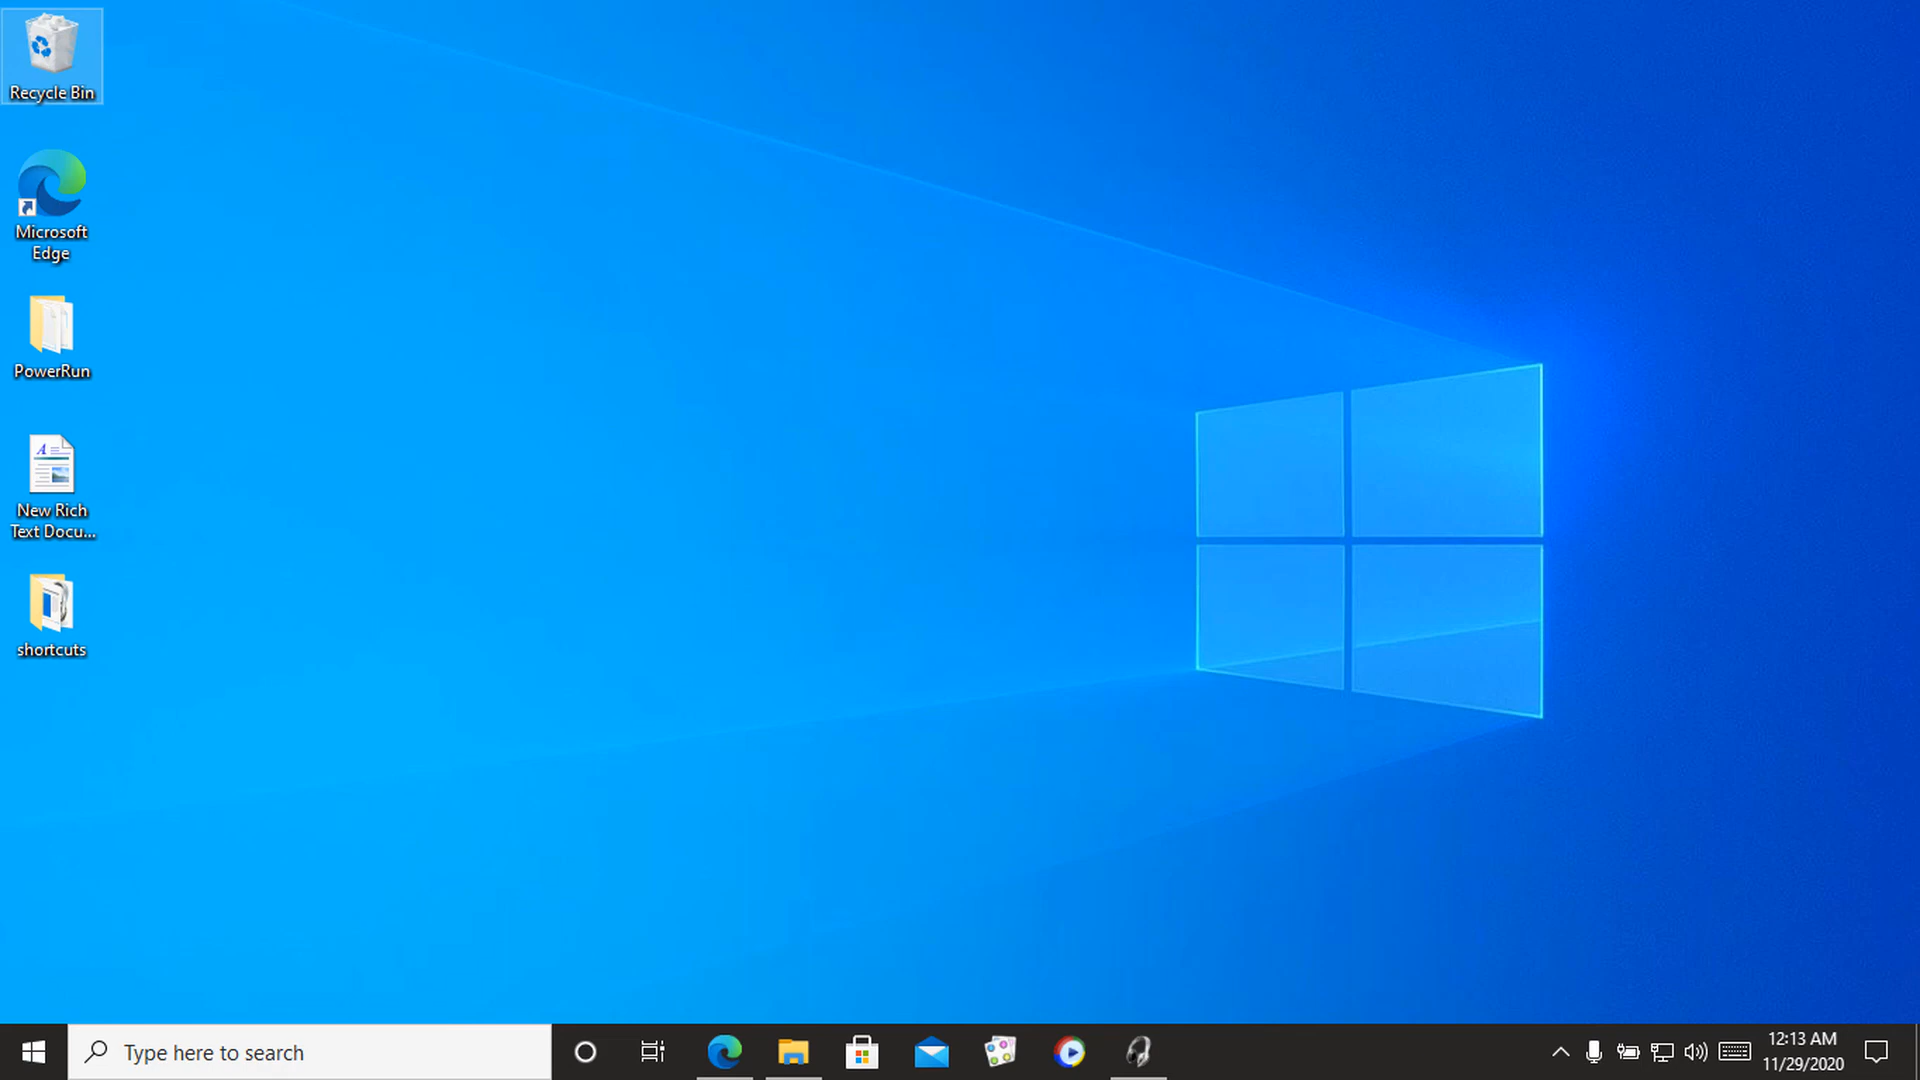 Recycle Bin
Microsoft
Edge
PowerRun
New Rich
Text Docu...
shortcuts
Type here to search
12:13 AM
11/29/2020